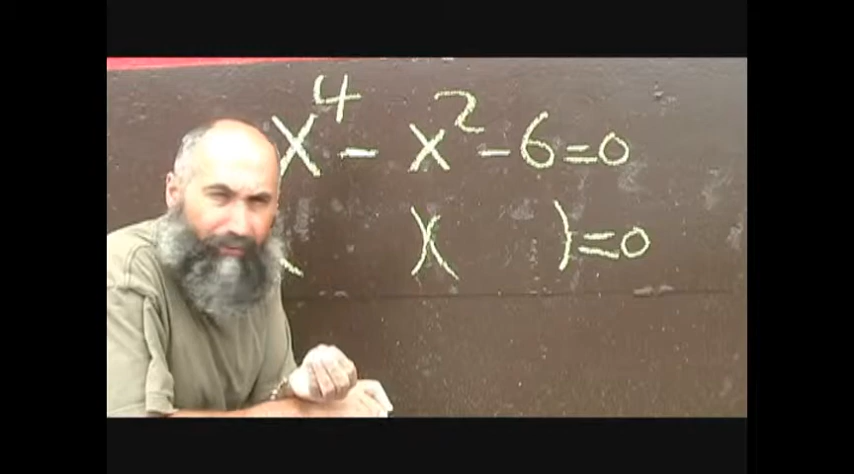 x⁴ - x² - 6 = 0
( )( ) = 0